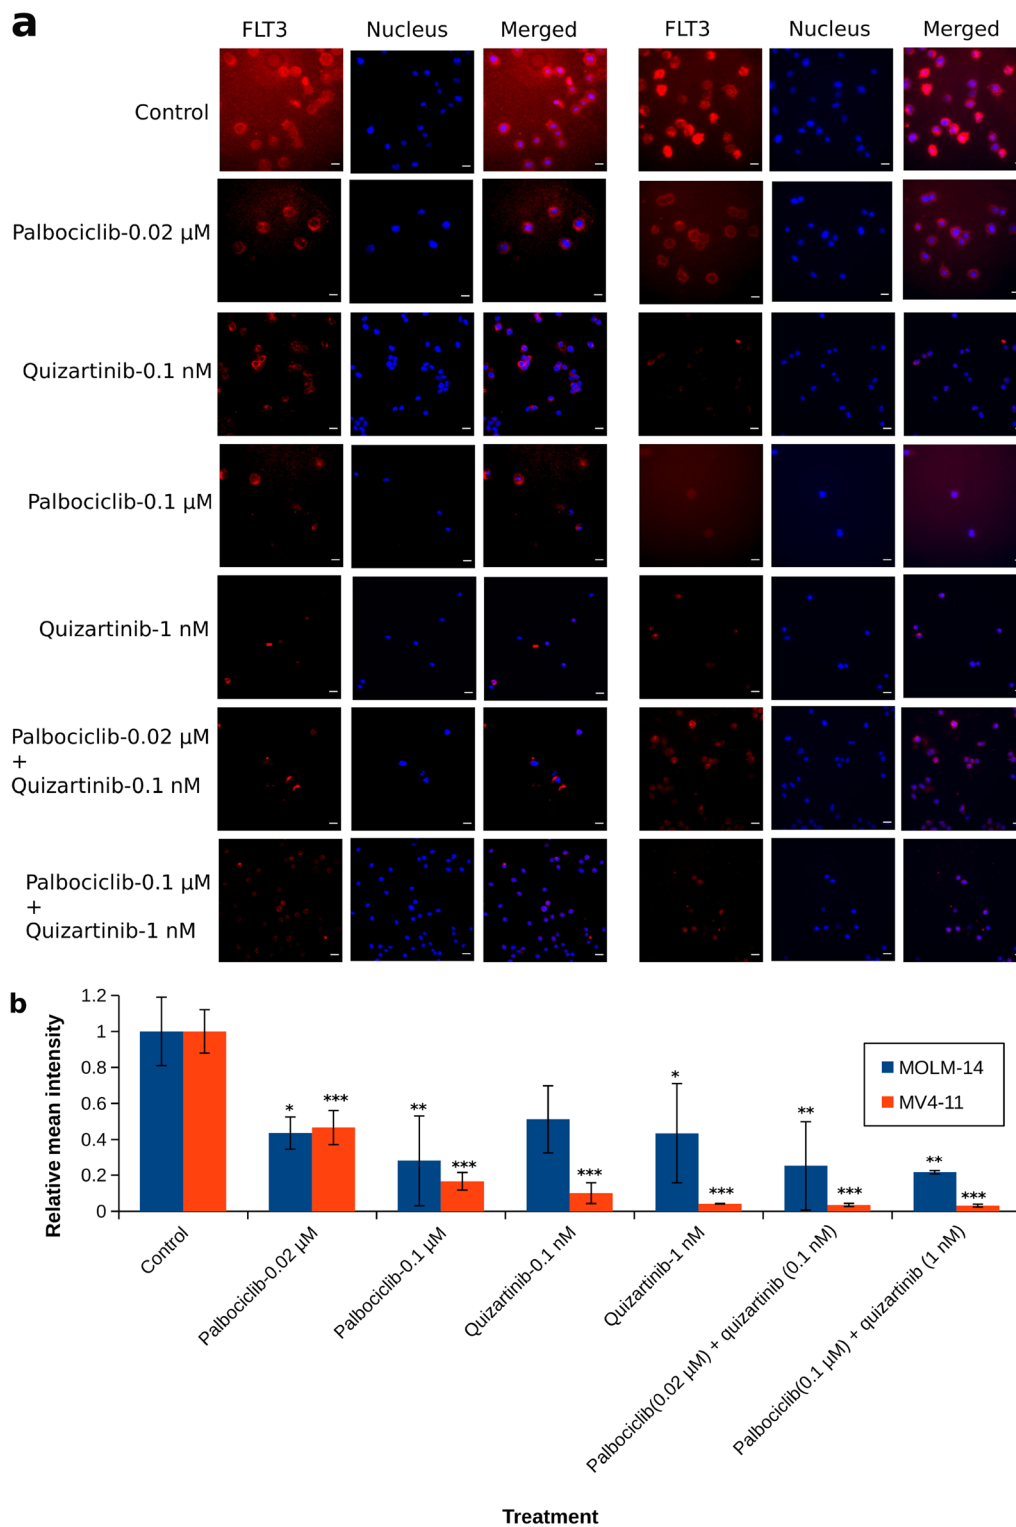 a
FLT3 Nucleus Merged FLT3 Nucleus Merged
Control
Palbociclib-0.02 µM
Quizartinib-0.1 nM
Palbociclib-0.1 µM
Quizartinib-1 nM
Palbociclib-0.02 µM
+
Quizartinib-0.1 nM
Palbociclib-0.1 µM
+
Quizartinib-1 nM
b
Relative mean intensity
1.2
1
0.8
0.6
0.4
0.2
0
* *** ** *** *** * *** ** *** ** ***
MOLM-14
MV4-11
Control
Palbociclib-0.02 µM
Palbociclib-0.1 µM
Quizartinib-0.1 nM
Quizartinib-1 nM
Palbociclib(0.02 µM) + quizartinib (0.1 nM)
Palbociclib(0.1 µM) + quizartinib (1 nM)
Treatment